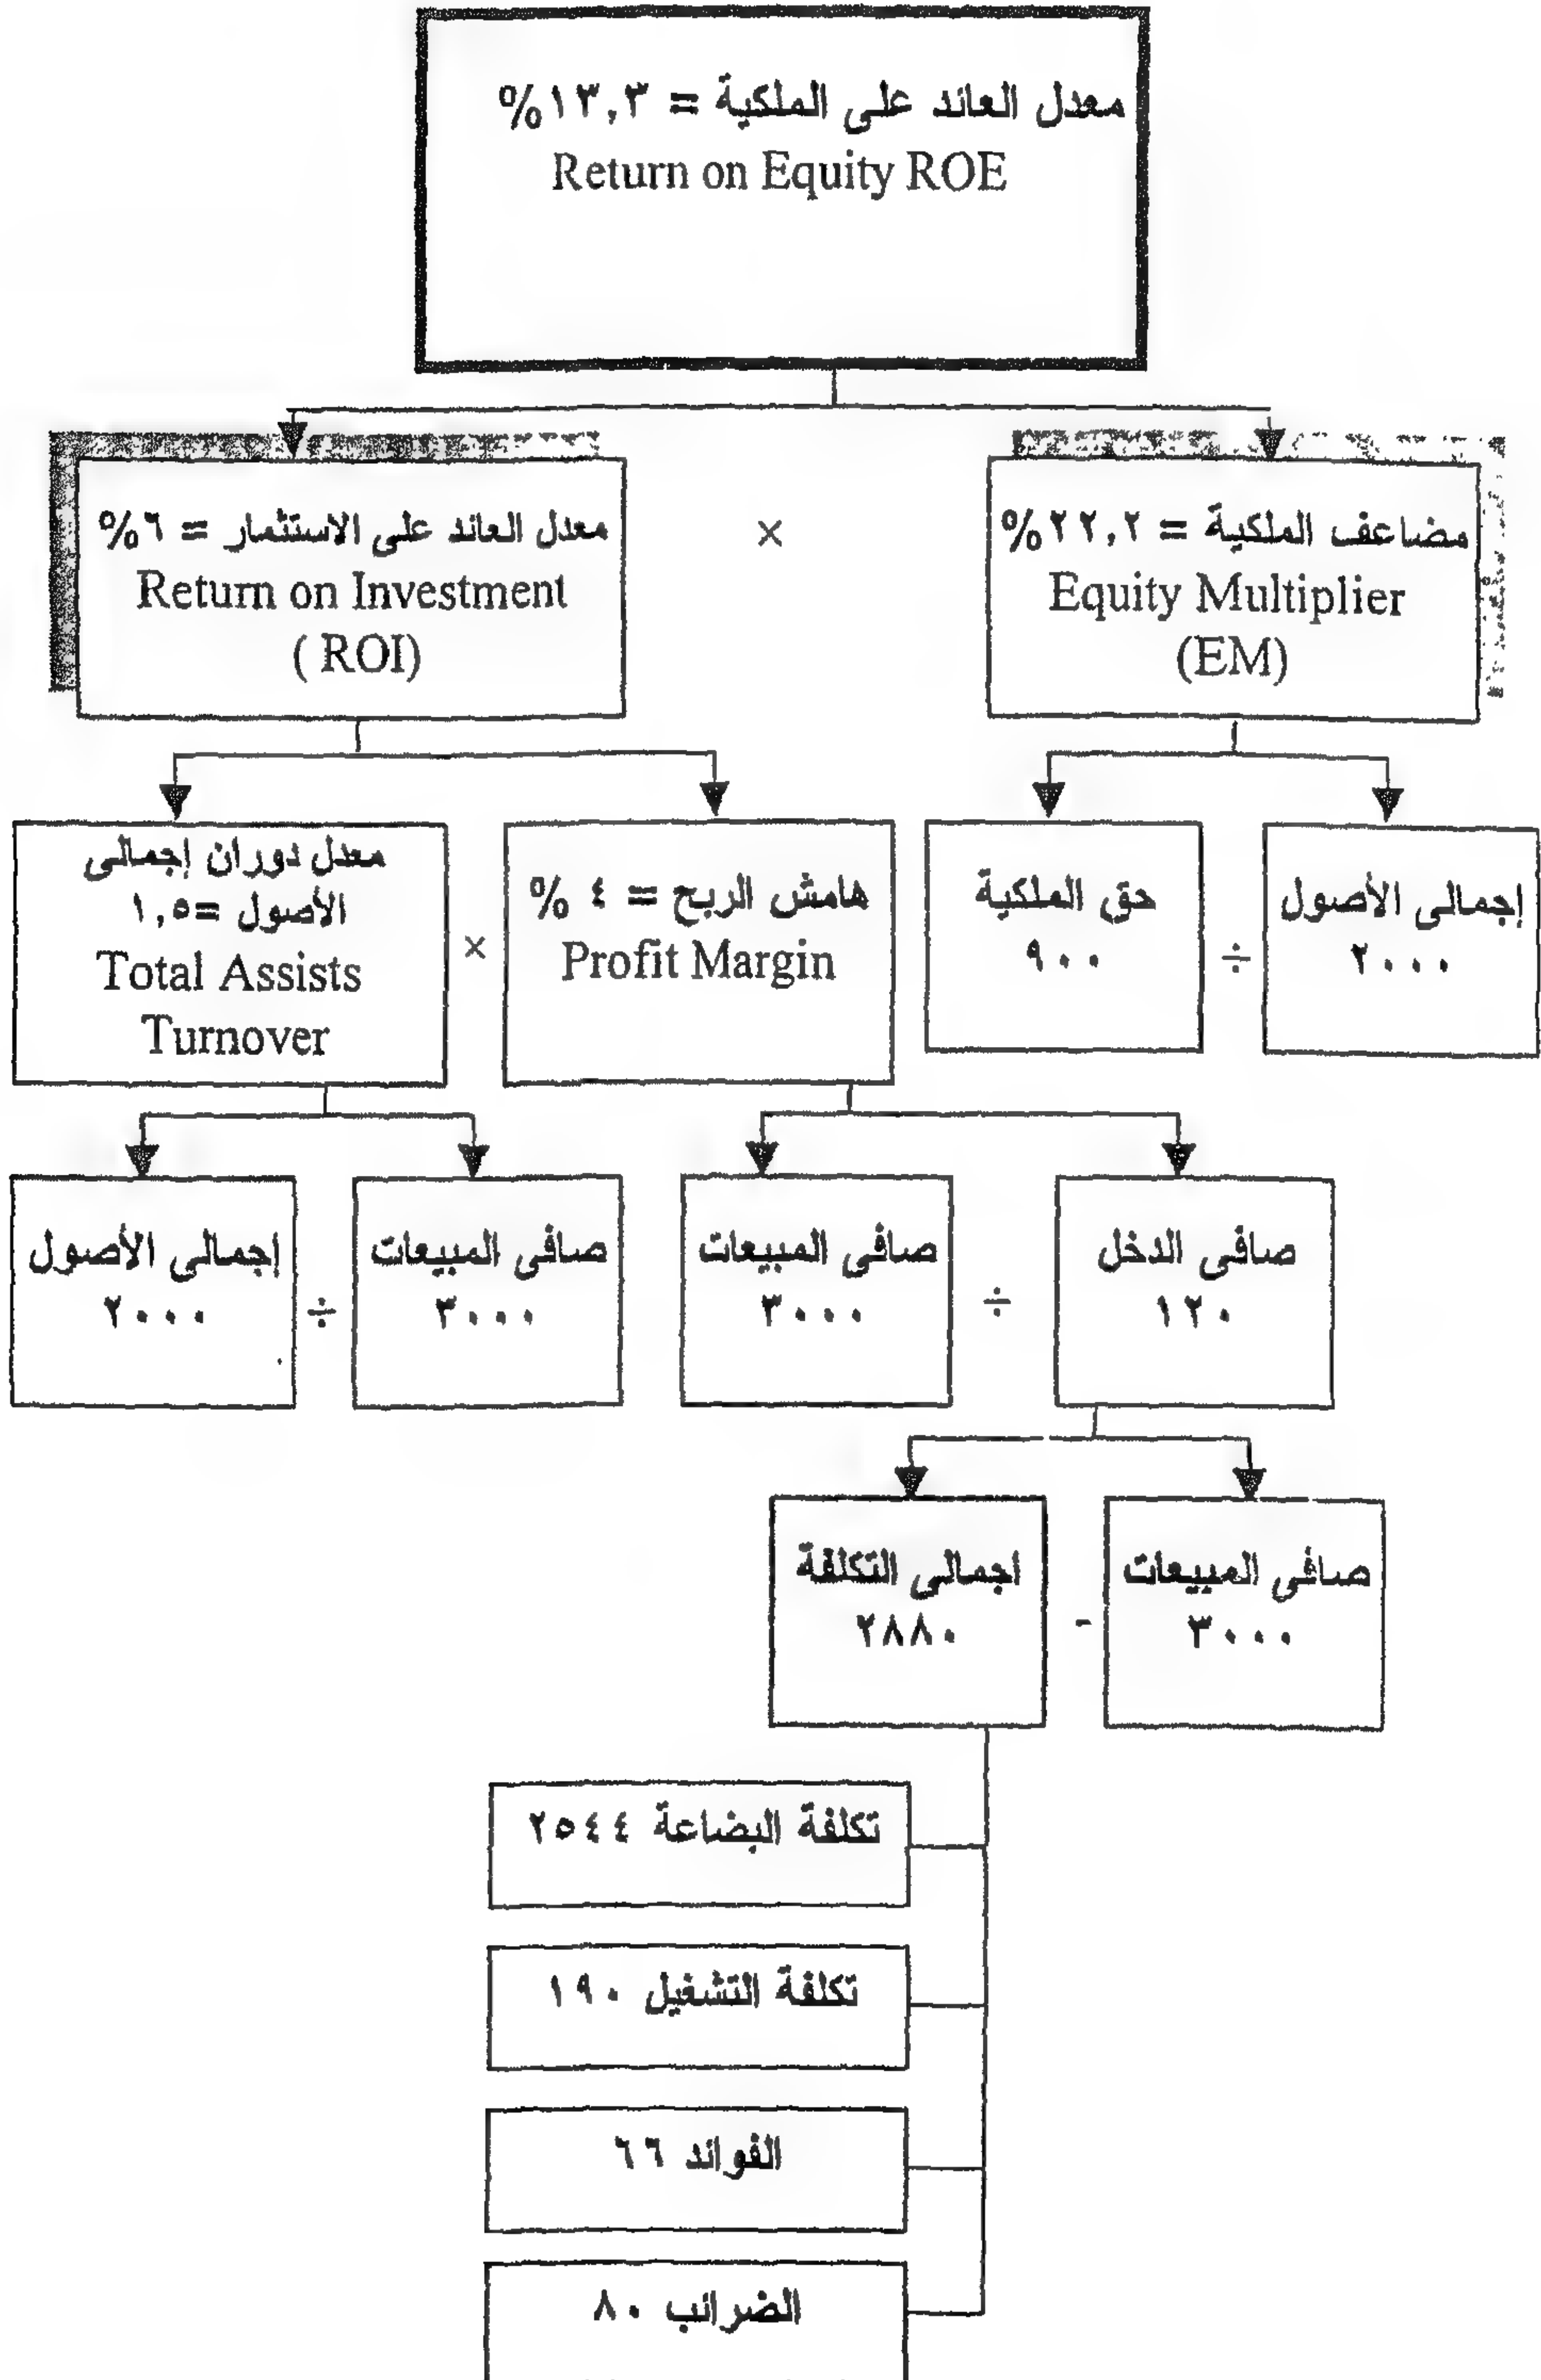 معدل العائد على الملكية = ١٣,٣%
Return on Equity ROE
مضاعف الملكية = ٢٢,٢%
Equity Multiplier
(EM)
×
معدل العائد على الاستثمار = ٦%
Return on Investment
( ROI)
إجمالى الأصول
٢٠٠٠
÷
حق الملكية
٩٠٠
هامش الربح = ٤ %
Profit Margin
×
معدل دوران إجمالى
الأصول =١,٥
Total Assists
Turnover
صافى الدخل
١٢٠
÷
صافى المبيعات
٣٠٠٠
صافى المبيعات
٣٠٠٠
÷
إجمالى الأصول
٢٠٠٠
صافى المبيعات
٣٠٠٠
-
اجمالى التكلفة
٢٨٨٠
تكلفة البضاعة ٢٥٤٤
تكلفة التشغيل ١٩٠
الفوائد ٦٦
الضرائب ٨٠